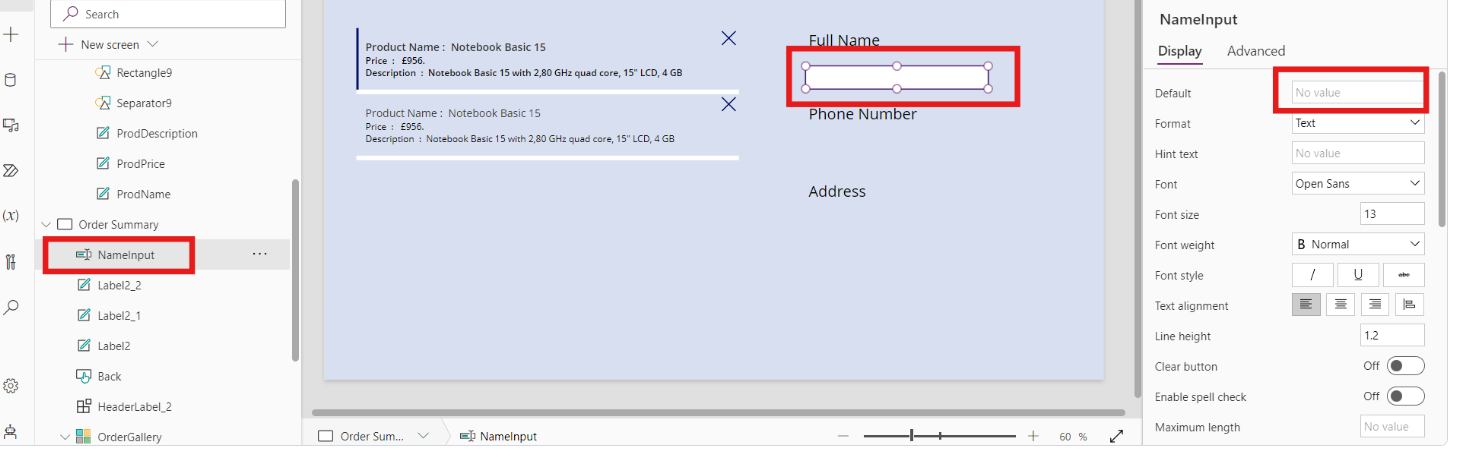 Search
New screen
Rectangle9
Separator9
ProdDescription
ProdPrice
ProdName
Order Summary
NameInput
Label2_2
Label2_1
Label2
Back
HeaderLabel_2
OrderGallery
(x)
Product Name : Notebook Basic 15
Price : £956.
Description : Notebook Basic 15 with 2,80 GHz quad core, 15" LCD, 4 GB
Product Name : Notebook Basic 15
Price : £956.
Description : Notebook Basic 15 with 2,80 GHz quad core, 15" LCD, 4 GB
Full Name
Phone Number
Address
Order Sum...
NameInput
60 %
NameInput
Display Advanced
Default No value
Format Text
Hint text No value
Font Open Sans
Font size 13
Font weight B Normal
Font style / U abc
Text alignment
Line height 1.2
Clear button Off
Enable spell check Off
Maximum length No value